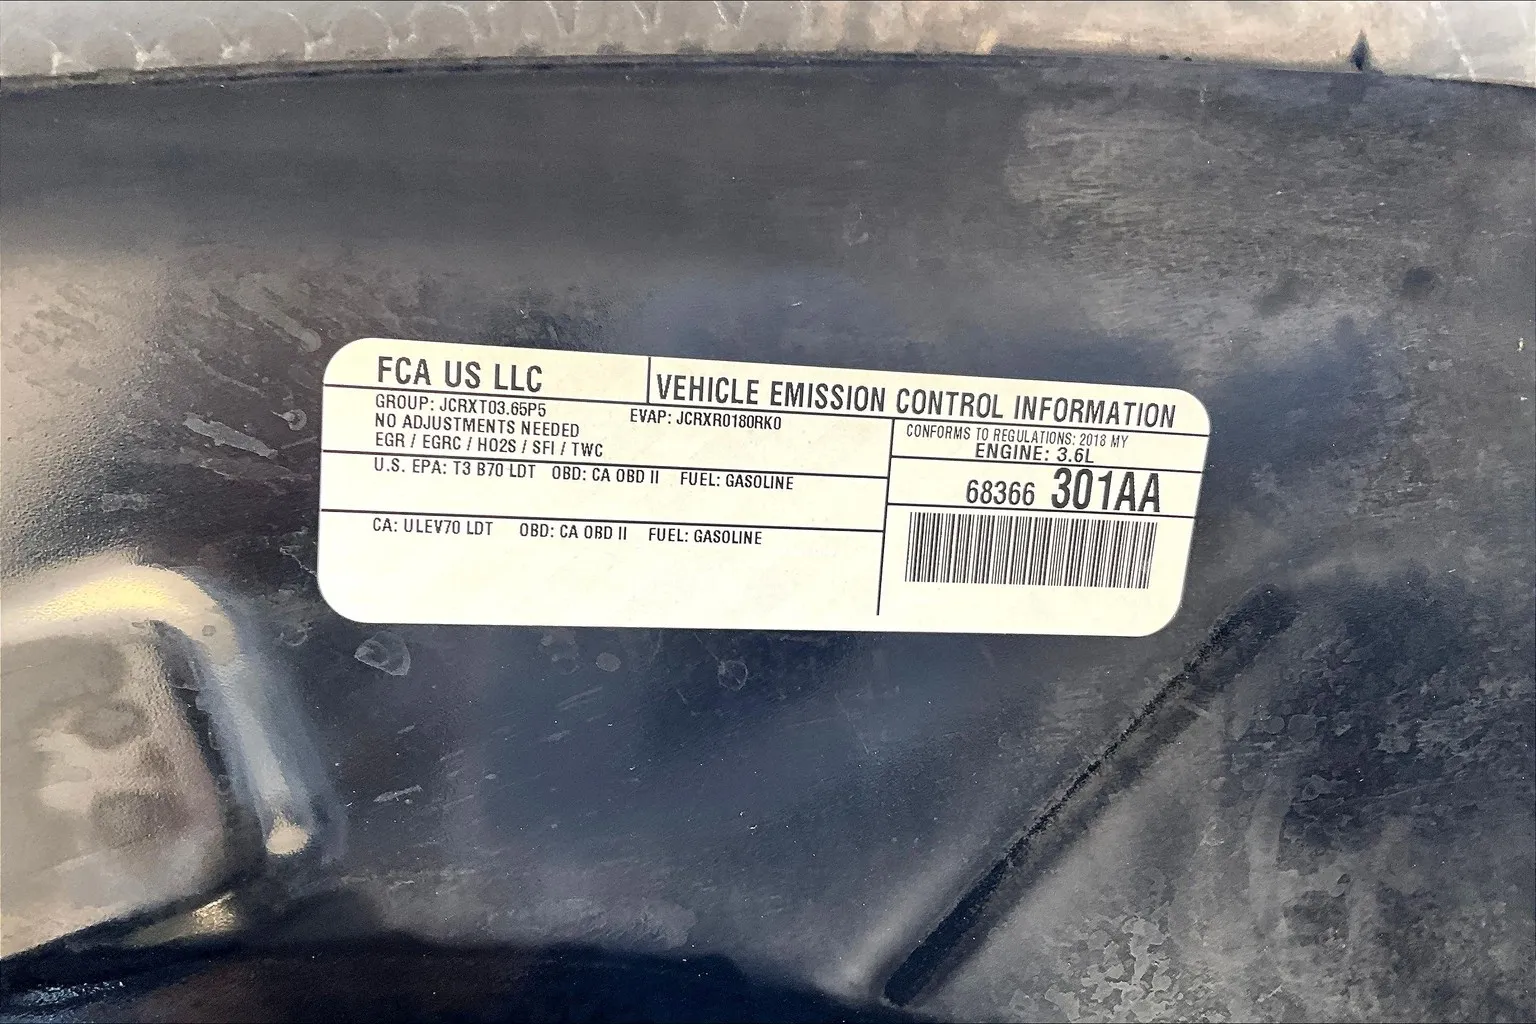 FCA US LLC
VEHICLE EMISSION CONTROL INFORMATION
GROUP: JCRXT03.65P5
EVAP: JCRXR0180RK0
NO ADJUSTMENTS NEEDED
EGR / EGRC / HO2S / SFI / TWC
CONFORMS TO REGULATIONS: 2018 MY
ENGINE: 3.6L
U.S. EPA: T3 B70 LDT OBD: CA OBD II FUEL: GASOLINE
68366 301AA
CA: ULEV70 LDT OBD: CA OBD II FUEL: GASOLINE